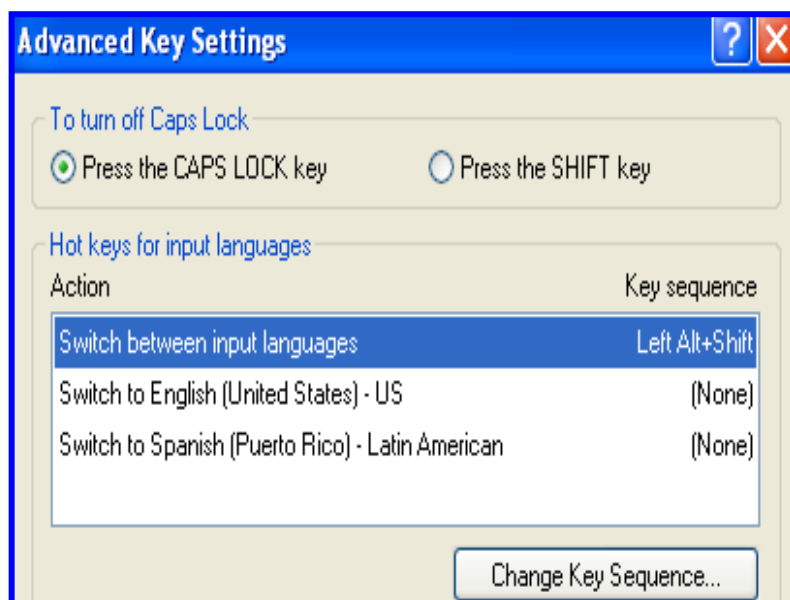 Advanced Key Settings
?
To turn off Caps Lock
Press the CAPS LOCK key Press the SHIFT key
Hot keys for input languages
Action Key sequence
Switch between input languages Left Alt+Shift
Switch to English (United States) - US (None)
Switch to Spanish (Puerto Rico) - Latin American (None)
Change Key Sequence...